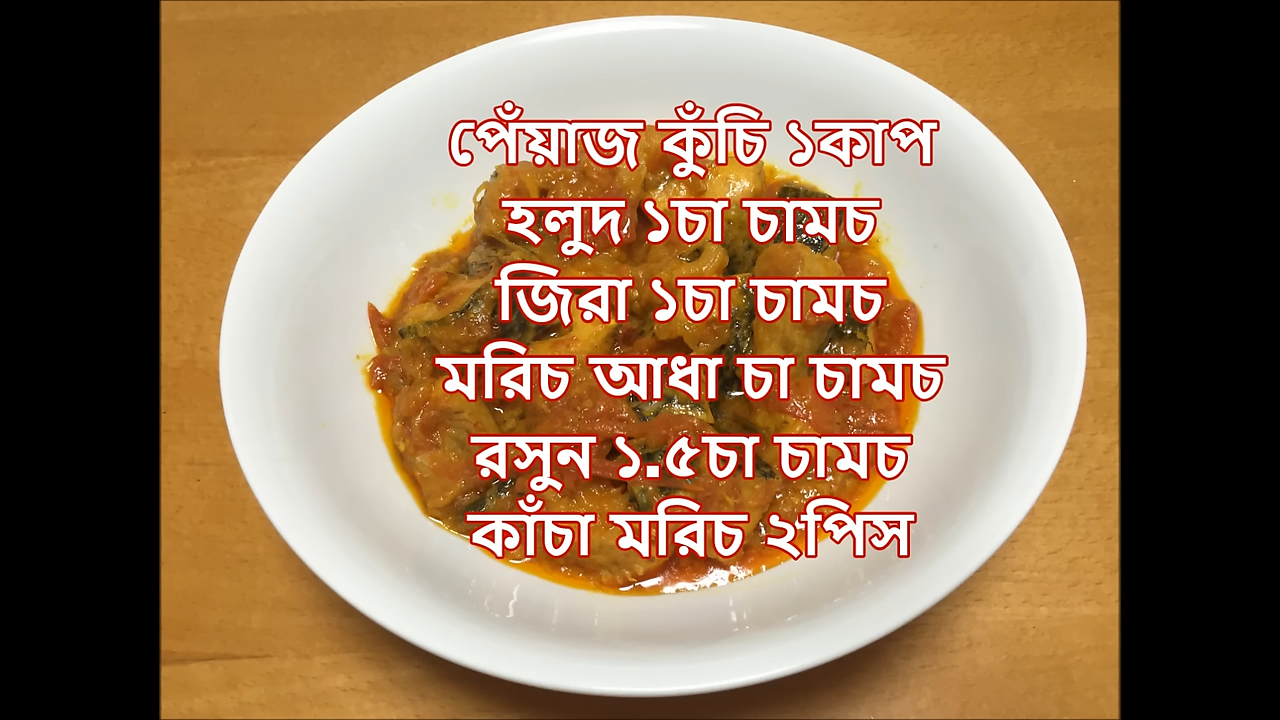 পেঁয়াজ কুঁচি ১কাপ
হলুদ ১চা চামচ
জিরা ১চা চামচ
মরিচ আধা চা চামচ
রসুন ১.৫চা চামচ
কাঁচা মরিচ ২পিস